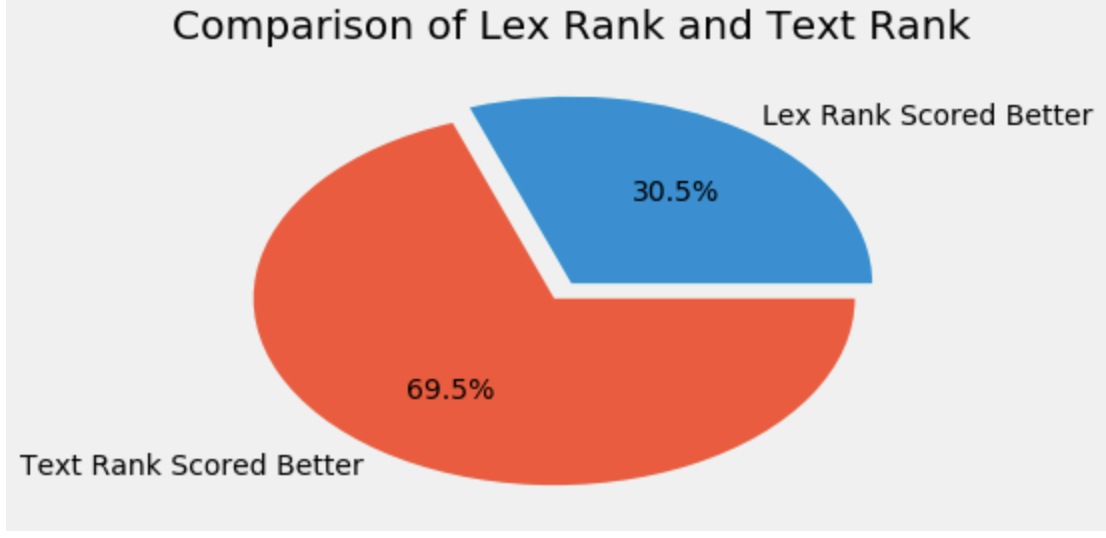 Comparison of Lex Rank and Text Rank
Lex Rank Scored Better
30.5%
69.5%
Text Rank Scored Better